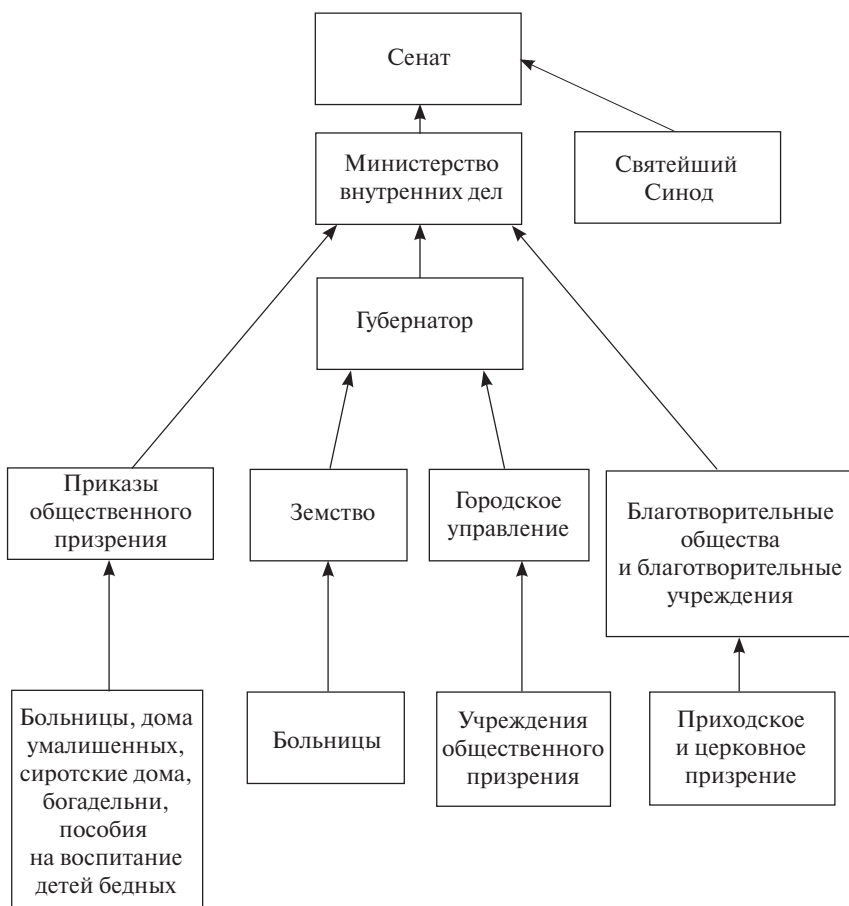 Сенат
Министерство
внутренних дел
Святейший
Синод
Губернатор
Приказы
общественного
призрения
Земство
Городское
управление
Благотворительные
общества
и благотворительные
учреждения
Больницы, дома
умалишенных,
сиротские дома,
богадельни,
пособия
на воспитание
детей бедных
Больницы
Учреждения
общественного
призрения
Приходское
и церковное
призрение